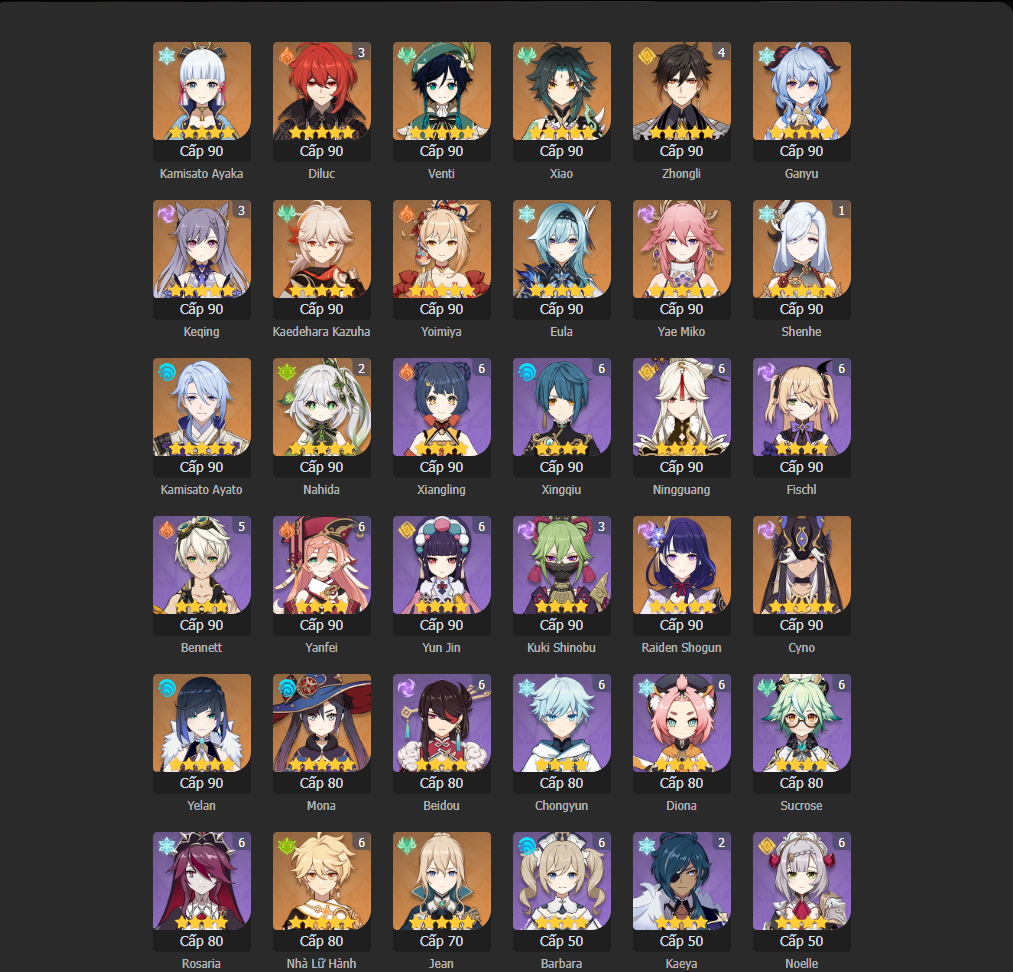 3 4
Cấp 90 Cấp 90 Cấp 90 Cấp 90 Cấp 90 Cấp 90
Kamisato Ayaka Diluc Venti Xiao Zhongli Ganyu
3 1
Cấp 90 Cấp 90 Cấp 90 Cấp 90 Cấp 90 Cấp 90
Keqing Kaedehara Kazuha Yoimiya Eula Yae Miko Shenhe
2 6 6 6 6
Cấp 90 Cấp 90 Cấp 90 Cấp 90 Cấp 90 Cấp 90
Kamisato Ayato Nahida Xiangling Xingqiu Ningguang Fischl
5 6 6 3
Cấp 90 Cấp 90 Cấp 90 Cấp 90 Cấp 90 Cấp 90
Bennett Yanfei Yun Jin Kuki Shinobu Raiden Shogun Cyno
6 6 6 6
Cấp 90 Cấp 80 Cấp 80 Cấp 80 Cấp 80 Cấp 80
Yelan Mona Beidou Chongyun Diona Sucrose
6 6 6 2 6
Cấp 80 Cấp 80 Cấp 70 Cấp 50 Cấp 50 Cấp 50
Rosaria Nhà Lữ Hành Jean Barbara Kaeya Noelle